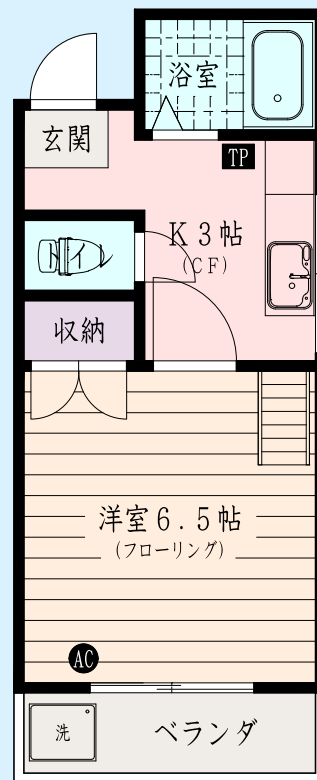 浴室
玄関
TP
K3帖
(CF)
トイレ
収納
洋室6.5帖
(フローリング)
AC
洗
ベランダ